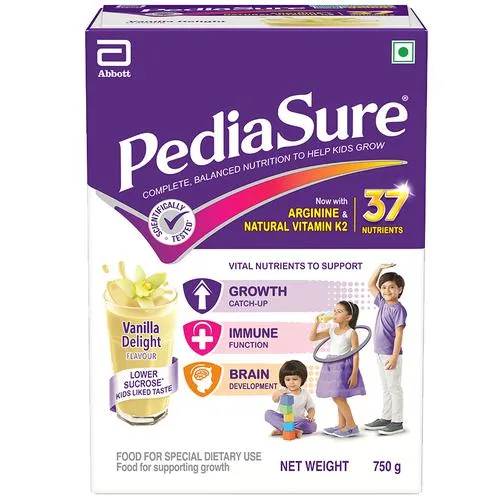 Abbott
PediaSure®
COMPLETE, BALANCED NUTRITION TO HELP KIDS GROW
SCIENTIFICALLY
TESTED
Now with
ARGININE &
NATURAL VITAMIN K2
37
NUTRIENTS
VITAL NUTRIENTS TO SUPPORT
GROWTH
CATCH-UP
IMMUNE
FUNCTION
BRAIN
DEVELOPMENT
Vanilla
Delight
FLAVOUR
LOWER
SUCROSE*
KIDS LIKED TASTE
FOOD FOR SPECIAL DIETARY USE
Food for supporting growth
NET WEIGHT 750 g